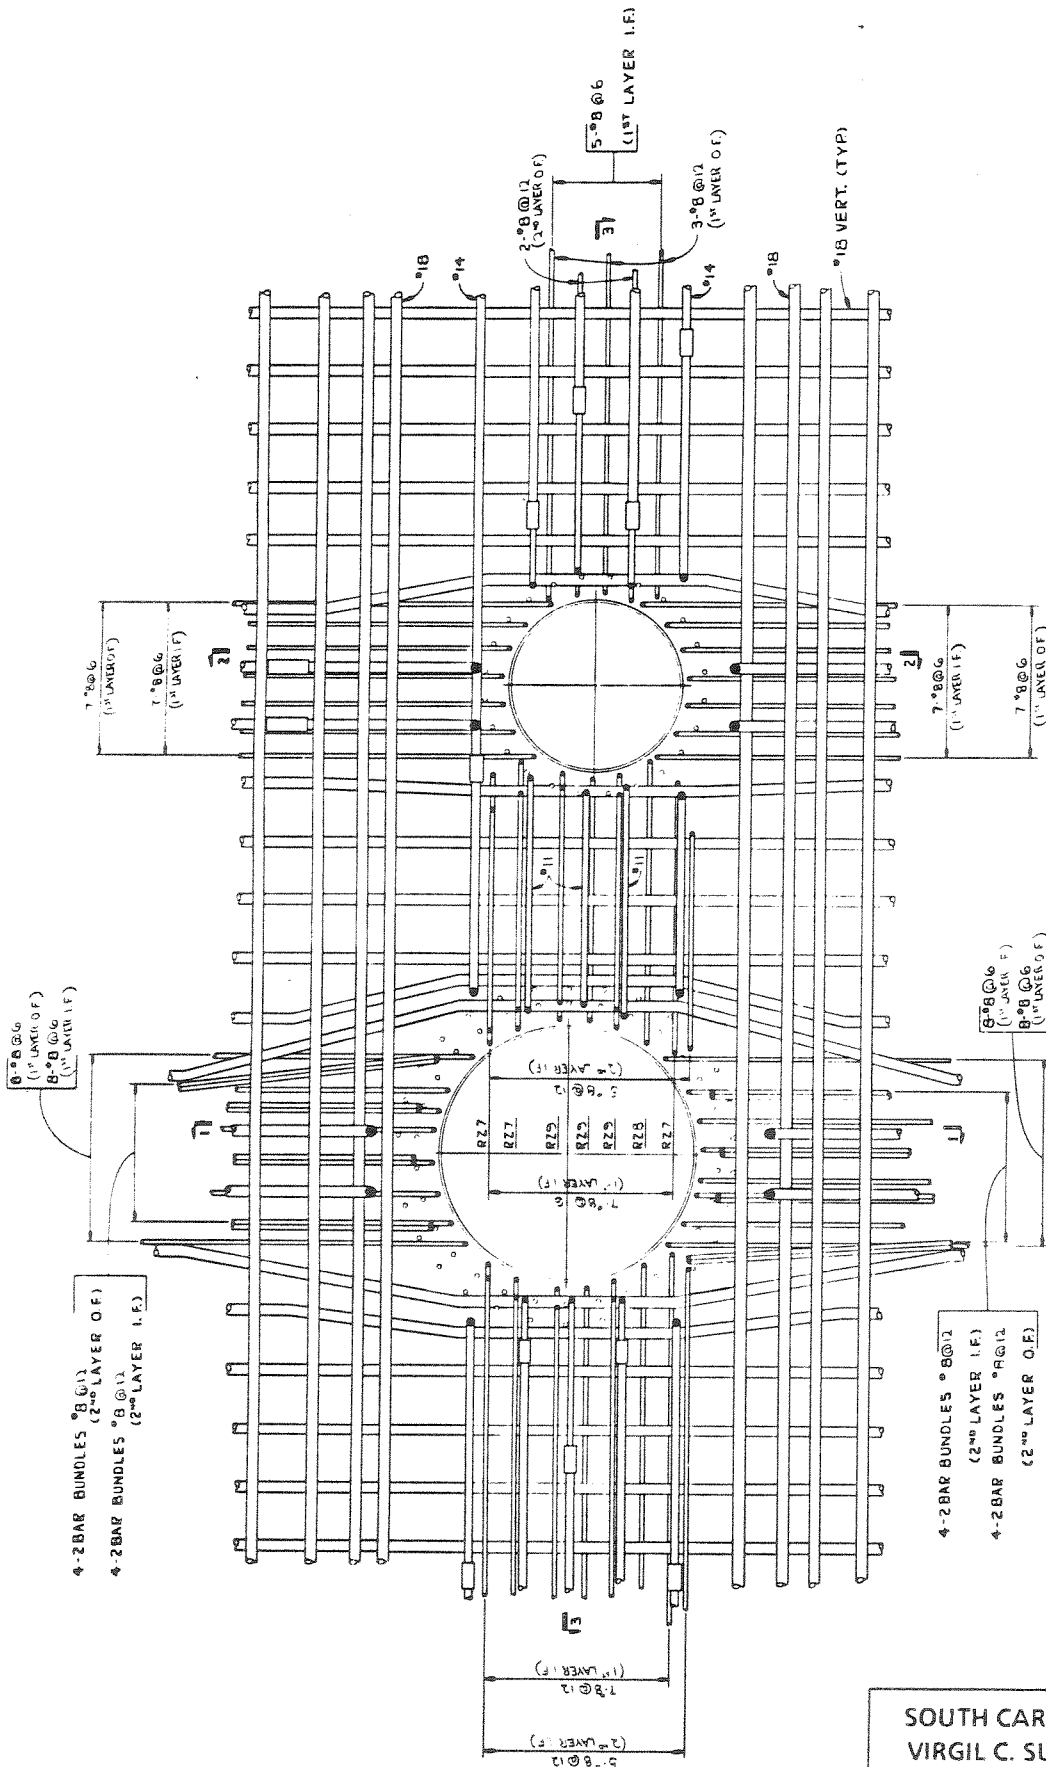 5-#8@6
(1ST LAYER I.F.)
2-#8@12
(2ND LAYER O.F.)
3-#8@12
(1ST LAYER O.F.)
3
#18
#14
#14
#18
#18 VERT. (TYP.)
7-#8@6
(1ST LAYER O.F.)
7-#8@6
(1ST LAYER I.F.)
2
2
7-#8@6
(1ST LAYER I.F.)
7-#8@6
(1ST LAYER O.F.)
#11
#11
8-#8@6
(1ST LAYER O.F.)
8-#8@6
(1ST LAYER I.F.)
8-#8@6
(1ST LAYER I.F.)
8-#8@6
(1ST LAYER O.F.)
5-#8@12
(2ND LAYER I.F.)
RZ7
RZ7
RZ9
RZ9
RZ9
RZ8
RZ7
(1ST LAYER I.F.)
1
1
4-2BAR BUNDLES #8@12
(2ND LAYER O.F.)
4-2BAR BUNDLES #8@12
(2ND LAYER I.F.)
4-2BAR BUNDLES #8@12
(2ND LAYER I.F.)
4-2BAR BUNDLES #8@12
(2ND LAYER O.F.)
3
7-#8@12
(1ST LAYER I.F.)
5-#8@12
(2ND LAYER I.F.)
SOUTH CAR
VIRGIL C. SU